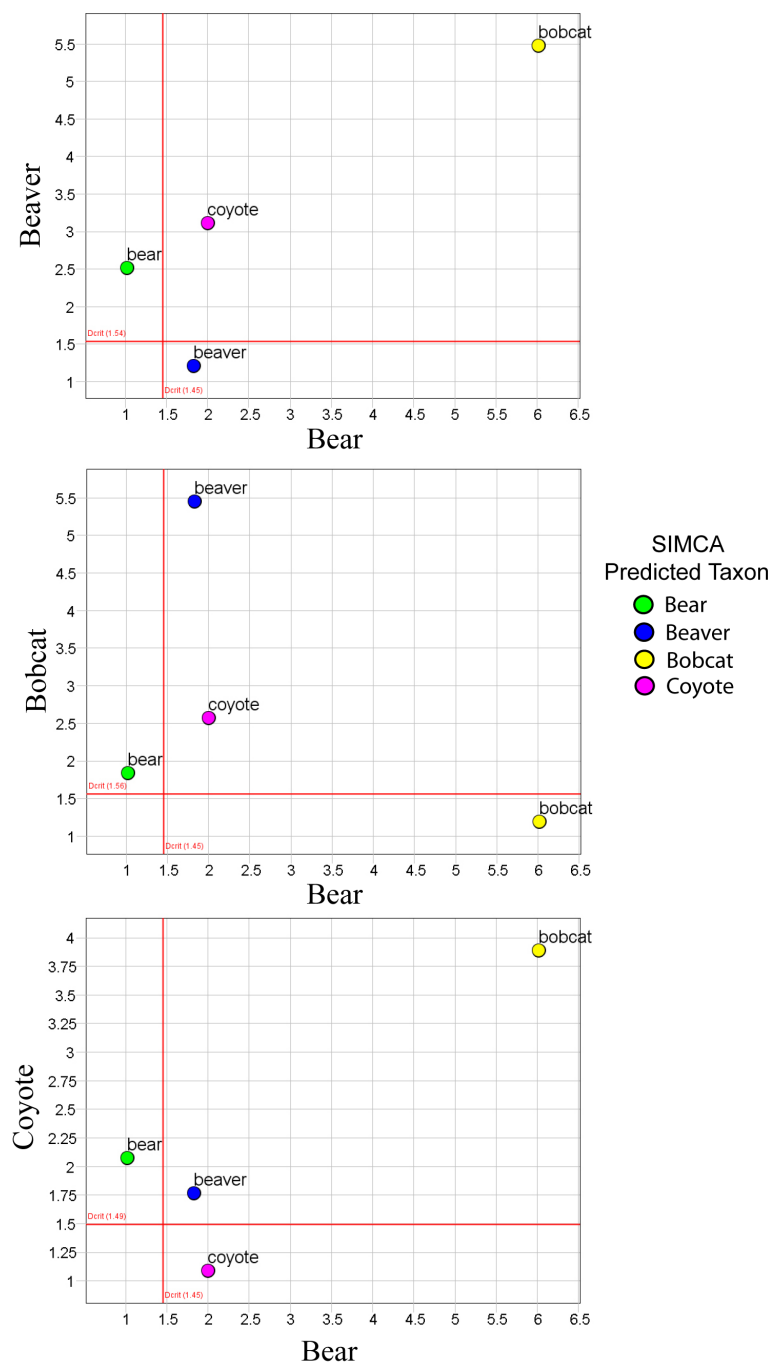 bobcat
5.5
5
4.5
4
coyote
3.5
3
bear
2.5
2
Dcrit (1.54)
1.5
beaver
1
Dcrit (1.45)
Beaver
1 1.5 2 2.5 3 3.5 4 4.5 5 5.5 6 6.5
Bear
beaver
5.5
5
4.5
4
3.5
3
coyote
2.5
bear
2
Dcrit (1.56)
1.5
bobcat
1
Dcrit (1.45)
Bobcat
1 1.5 2 2.5 3 3.5 4 4.5 5 5.5 6 6.5
Bear
SIMCA
Predicted Taxon
Bear
Beaver
Bobcat
Coyote
bobcat
4
3.75
3.5
3.25
3
2.75
2.5
2.25
bear
2
beaver
1.75
Dcrit (1.49)
1.5
1.25
coyote
1
Dcrit (1.45)
Coyote
1 1.5 2 2.5 3 3.5 4 4.5 5 5.5 6 6.5
Bear